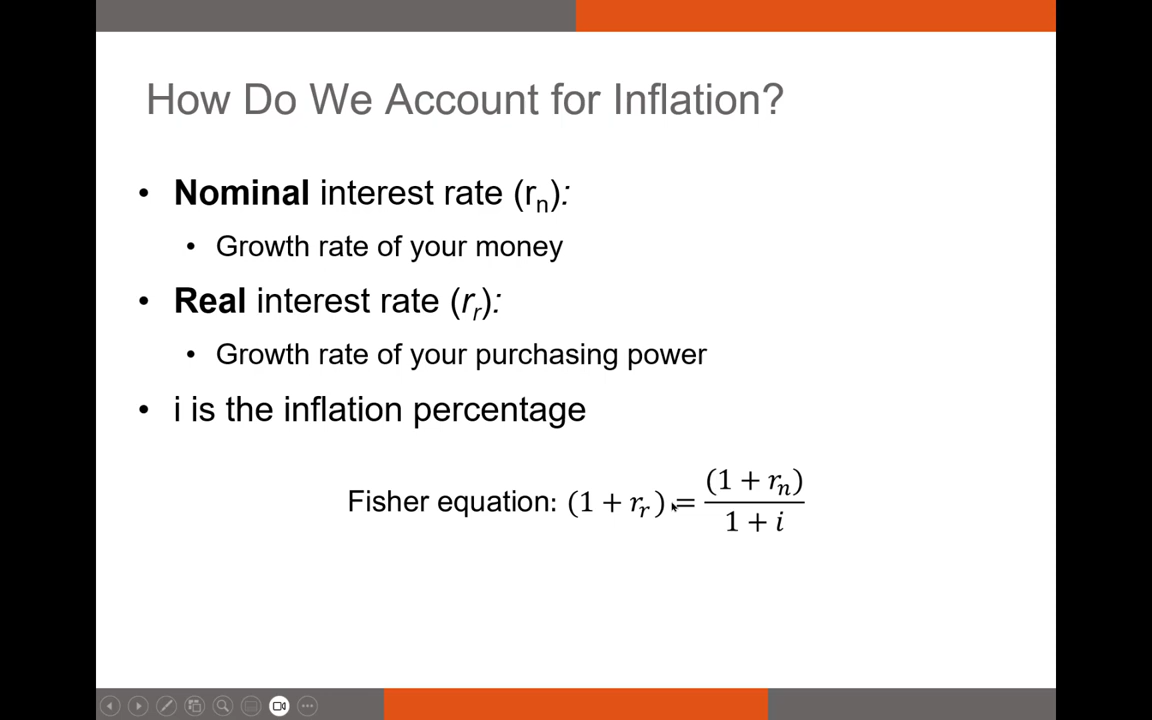 How Do We Account for Inflation?
• Nominal interest rate (rₙ):
• Growth rate of your money
• Real interest rate (rᵣ):
• Growth rate of your purchasing power
• i is the inflation percentage
Fisher equation: (1 + rᵣ) = (1 + rₙ) / 1 + i